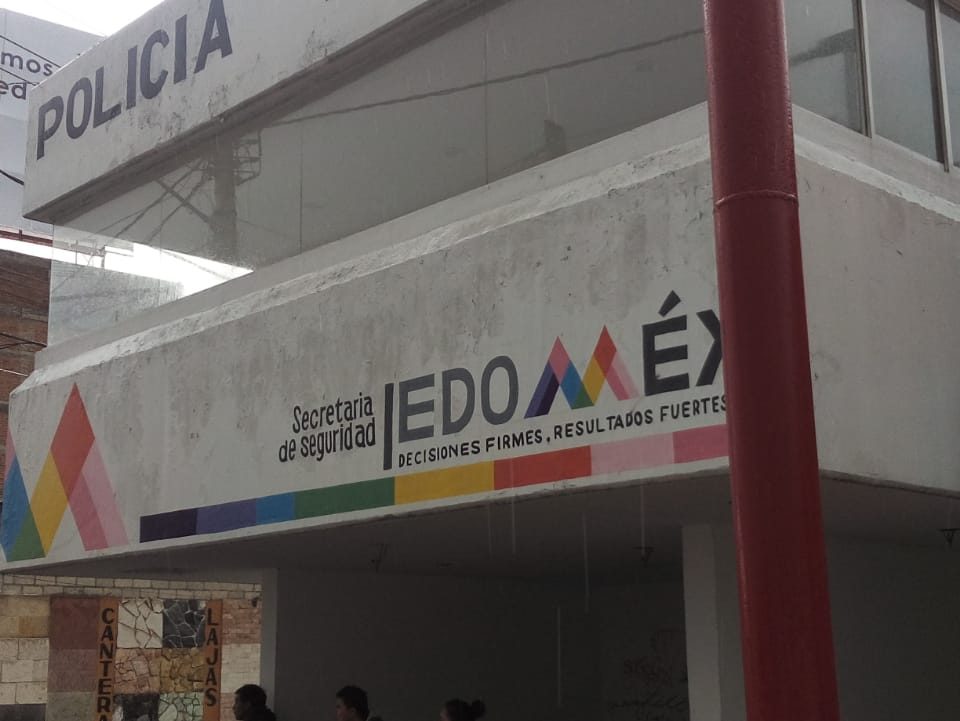 POLICIA
Secretaria
de seguridad
EDOMÉX
DECISIONES FIRMES, RESULTADOS FUERTES
CANTERA
LAJAS